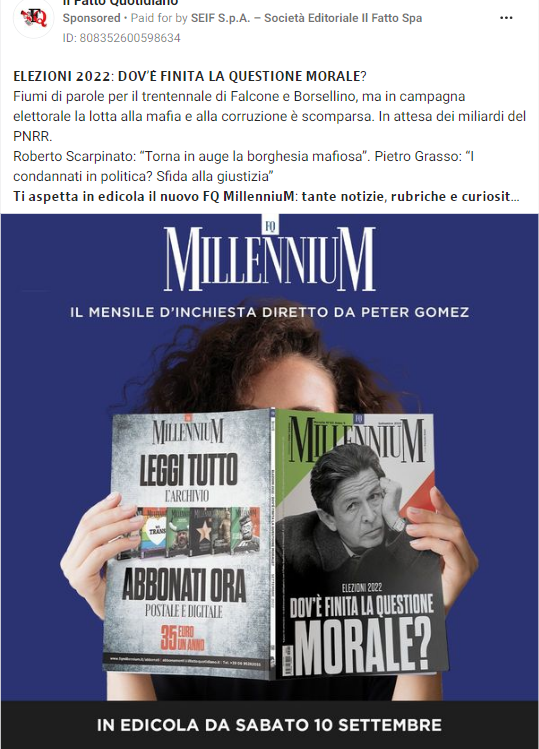 Il Fatto Quotidiano
Sponsored • Paid for by SEIF S.p.A. – Società Editoriale Il Fatto Spa
ID: 808352600598634
ELEZIONI 2022: DOV'È FINITA LA QUESTIONE MORALE?
Fiumi di parole per il trentennale di Falcone e Borsellino, ma in campagna
elettorale la lotta alla mafia e alla corruzione è scomparsa. In attesa dei miliardi del
PNRR.
Roberto Scarpinato: “Torna in auge la borghesia mafiosa”. Pietro Grasso: “I
condannati in politica? Sfida alla giustizia”
Ti aspetta in edicola il nuovo FQ MillenniuM: tante notizie, rubriche e curiosit...
FQ
MILLENNIUM
IL MENSILE D'INCHIESTA DIRETTO DA PETER GOMEZ
MILLENNIUM
LEGGI TUTTO
L'ARCHIVIO
TRANS
ABBONATI ORA
POSTALE E DIGITALE
35 EURO
UN ANNO
FQ
MILLENNIUM
ELEZIONI 2022
DOV'È FINITA LA QUESTIONE
MORALE?
IN EDICOLA DA SABATO 10 SETTEMBRE